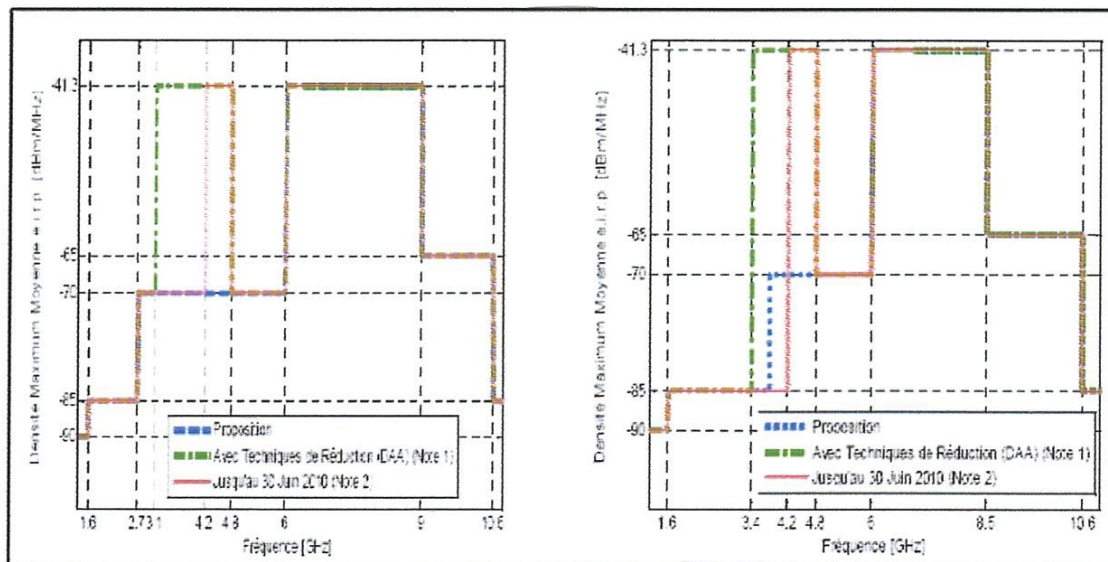 Densité Maximum Moyenne e.i.r.p. [dBm/MHz]
-41.3
-65
-70
-85
-90
Proposition
Avec Techniques de Réduction (DAA) (Note 1)
Jusqu'au 30 Juin 2010 (Note 2)
1.6 2.7 3.1 4.2 4.8 6 9 10.6
Fréquence [GHz]
Densité Maximum Moyenne e.i.r.p. [dBm/MHz]
-41.3
-65
-70
-85
-90
Proposition
Avec Techniques de Réduction (DAA) (Note 1)
Jusqu'au 30 Juin 2010 (Note 2)
1.6 3.4 4.2 4.8 6 8.5 10.6
Fréquence [GHz]